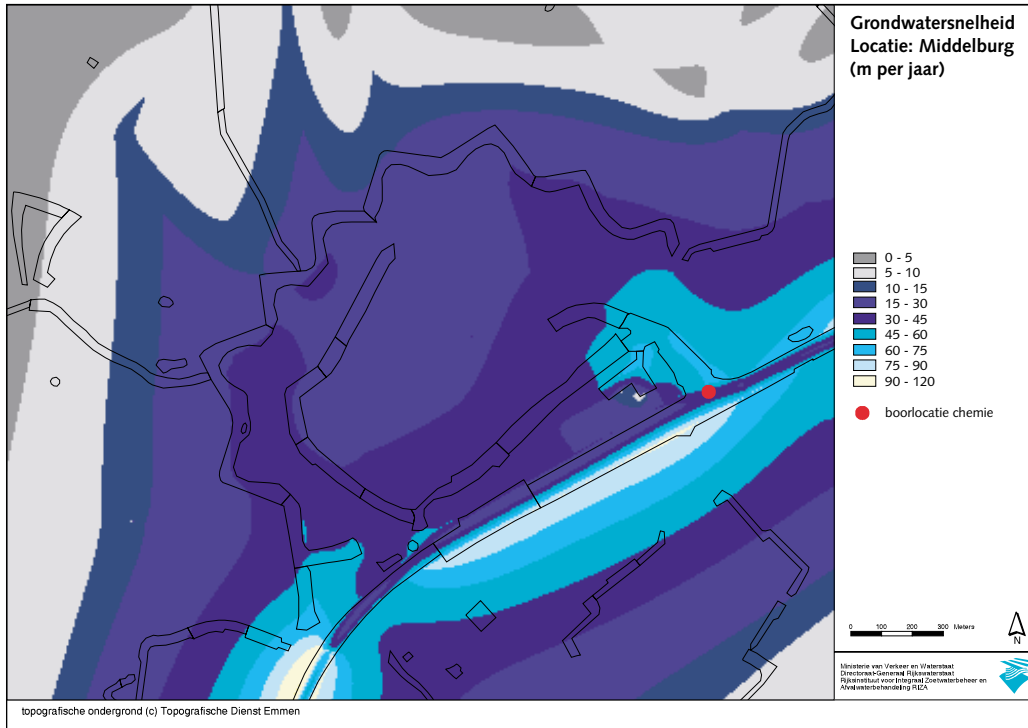 Grondwatersnelheid
Locatie: Middelburg
(m per jaar)
0 - 5
5 - 10
10 - 15
15 - 30
30 - 45
45 - 60
60 - 75
75 - 90
90 - 120
boorlocatie chemie
0 100 200 300 Meters
N
Ministerie van Verkeer en Waterstaat
Directoraat-Generaal Rijkswaterstaat
Rijksinstituut voor Integraal Zoetwaterbeheer en
Afvalwaterbehandeling RIZA
topografische ondergrond (c) Topografische Dienst Emmen